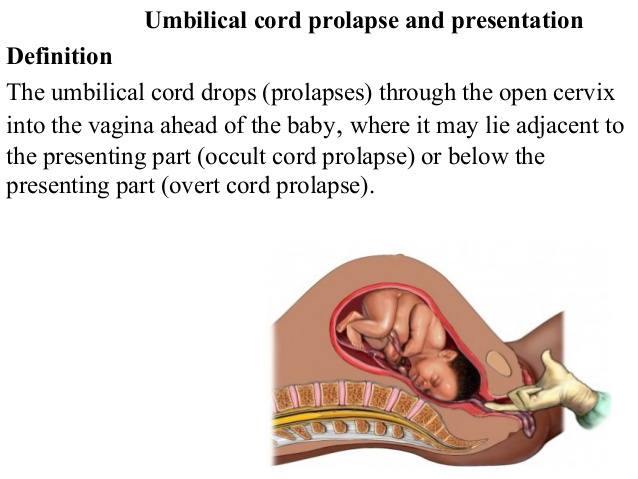 Umbilical cord prolapse and presentation
Definition
The umbilical cord drops (prolapses) through the open cervix
into the vagina ahead of the baby, where it may lie adjacent to
the presenting part (occult cord prolapse) or below the
presenting part (overt cord prolapse).